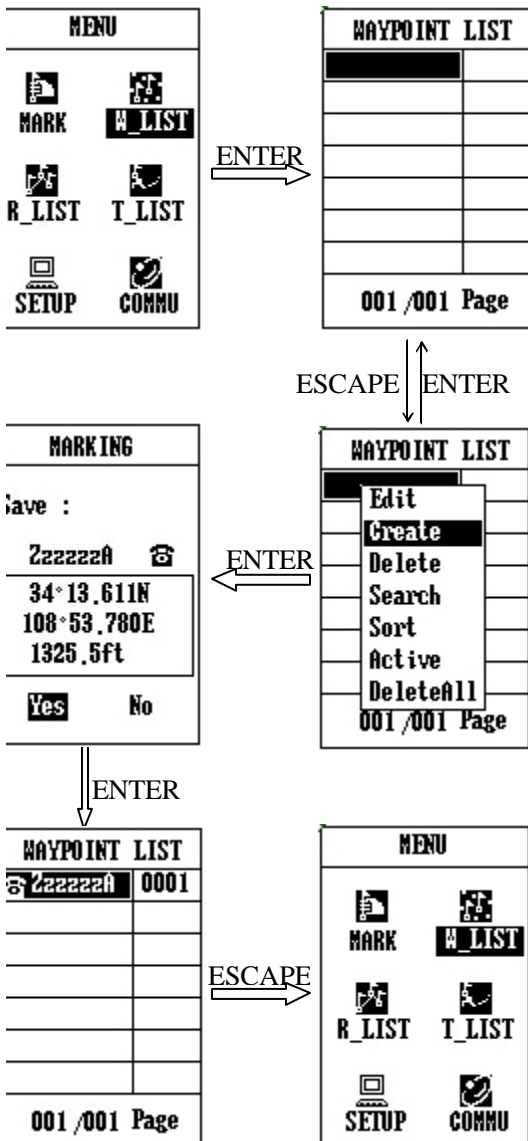 MENU
MARK W_LIST
R_LIST T_LIST
SETUP COMMU
ENTER
WAYPOINT LIST
001/001 Page
ESCAPE ENTER
WAYPOINT LIST
Edit
Create
Delete
Search
Sort
Active
DeleteAll
001/001 Page
ENTER
MARKING
Save :
ZzzzzzA
34°13.611N
108°53.780E
1325.5ft
Yes No
ENTER
WAYPOINT LIST
ZzzzzzA 0001
001/001 Page
ESCAPE
MENU
MARK W_LIST
R_LIST T_LIST
SETUP COMMU